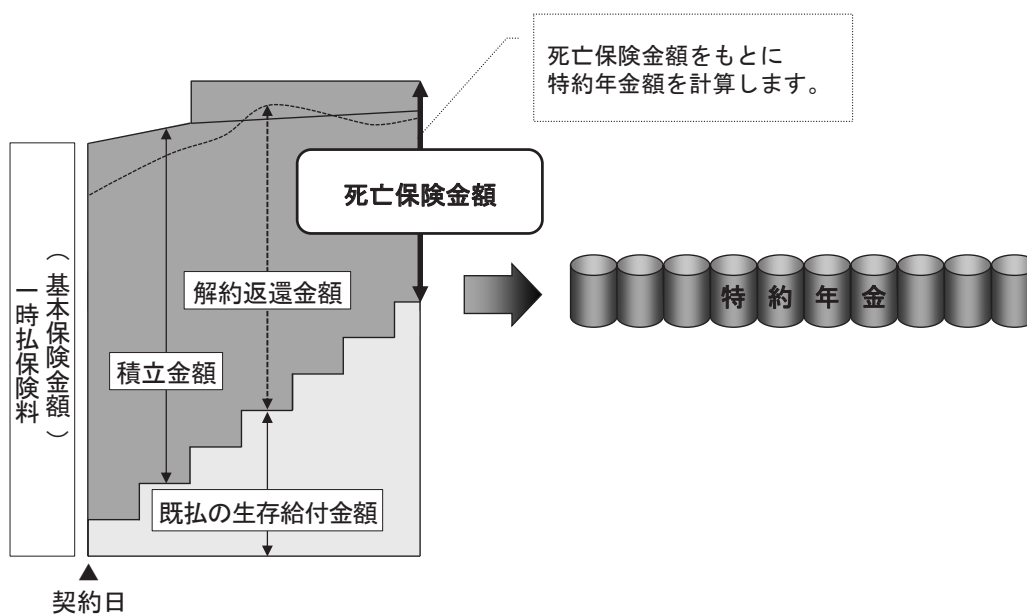 死亡保険金額をもとに
特約年金額を計算します。
死亡保険金額
解約返還金額
積立金額
既払の生存給付金額
一時払保険料
（基本保険金額）
特約年金
▲
契約日